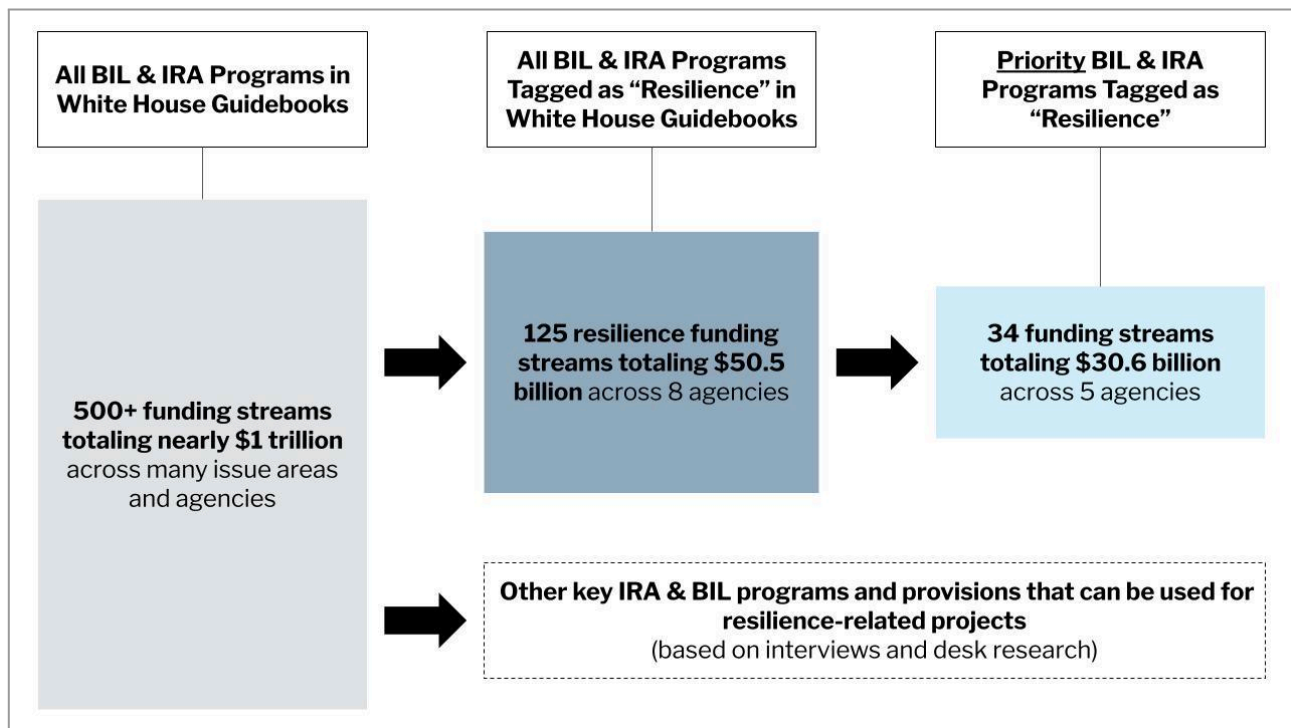 All BIL & IRA Programs in
White House Guidebooks
All BIL & IRA Programs
Tagged as “Resilience” in
White House Guidebooks
Priority BIL & IRA
Programs Tagged as
“Resilience”
500+ funding streams
totaling nearly $1 trillion
across many issue areas
and agencies
125 resilience funding
streams totaling $50.5
billion across 8 agencies
34 funding streams
totaling $30.6 billion
across 5 agencies
Other key IRA & BIL programs and provisions that can be used for
resilience-related projects
(based on interviews and desk research)